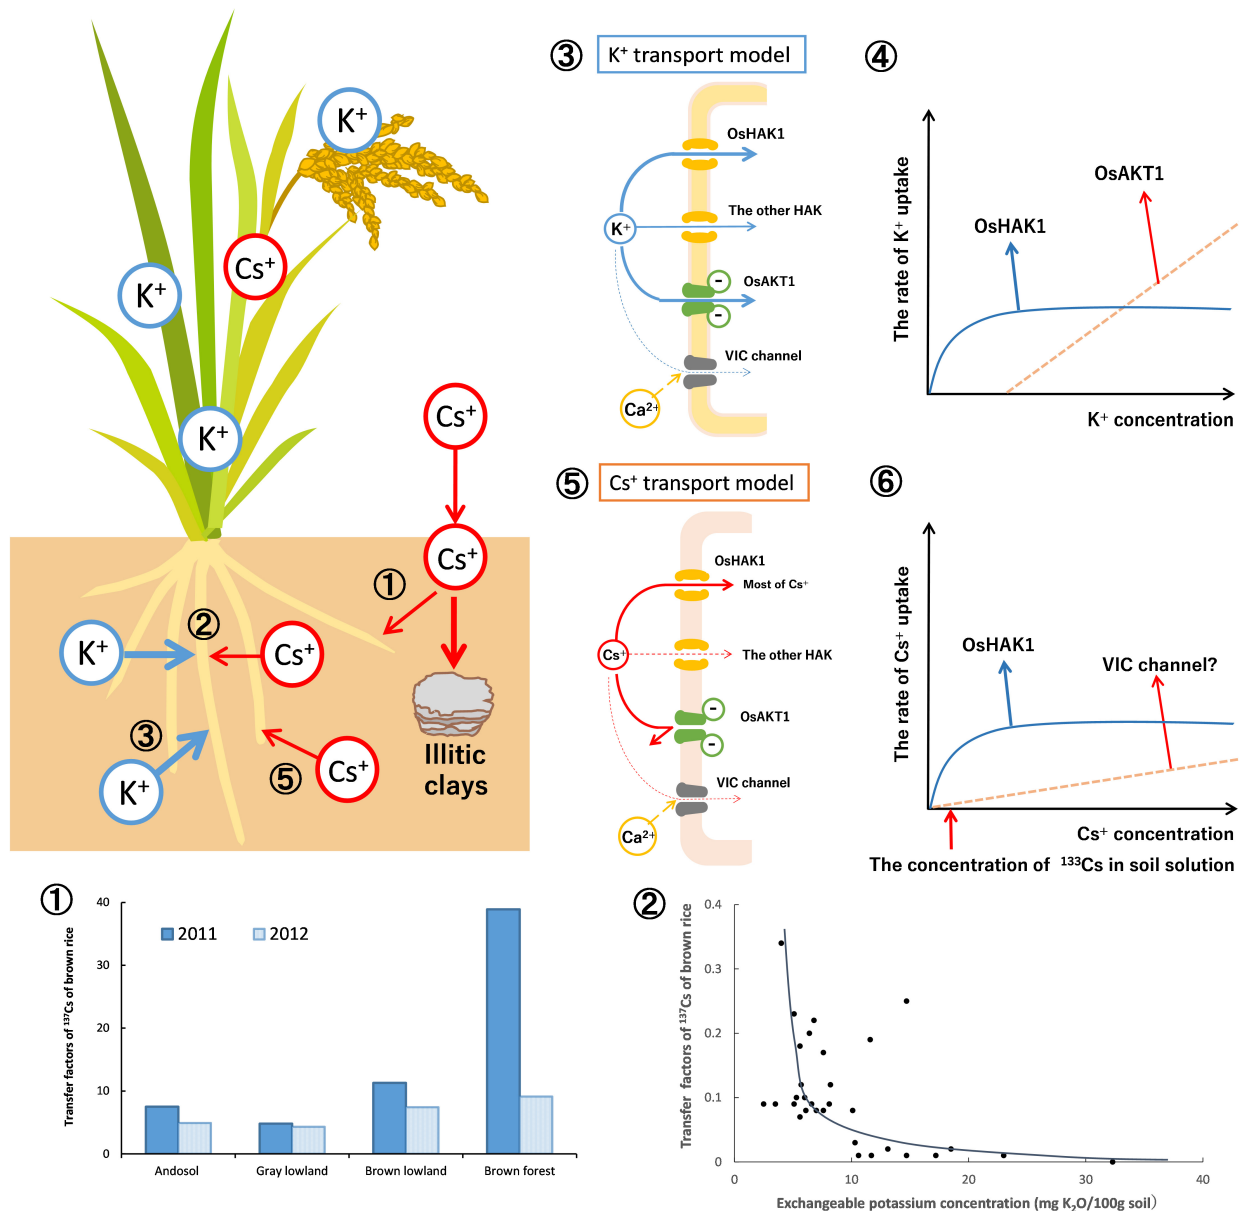 K⁺
Cs⁺
K⁺
K⁺
Cs⁺
Cs⁺
①
②
K⁺
Cs⁺
③
K⁺
⑤
Cs⁺
Illitic
clays
③ K⁺ transport model
OsHAK1
The other HAK
K⁺
OsAKT1
-
-
VIC channel
Ca²⁺
④
The rate of K⁺ uptake
OsHAK1
OsAKT1
K⁺ concentration
⑤ Cs⁺ transport model
OsHAK1
Most of Cs⁺
Cs⁺
The other HAK
OsAKT1
-
-
VIC channel
Ca²⁺
⑥
The rate of Cs⁺ uptake
OsHAK1
VIC channel?
Cs⁺ concentration
The concentration of ¹³³Cs in soil solution
①
Transfer factors of ¹³⁷Cs of brown rice
40
30
20
10
0
2011
2012
Andosol
Gray lowland
Brown lowland
Brown forest
②
Transfer factors of ¹³⁷Cs of brown rice
0.4
0.3
0.2
0.1
0
0
10
20
30
40
Exchangeable potassium concentration (mg K₂O/100g soil)